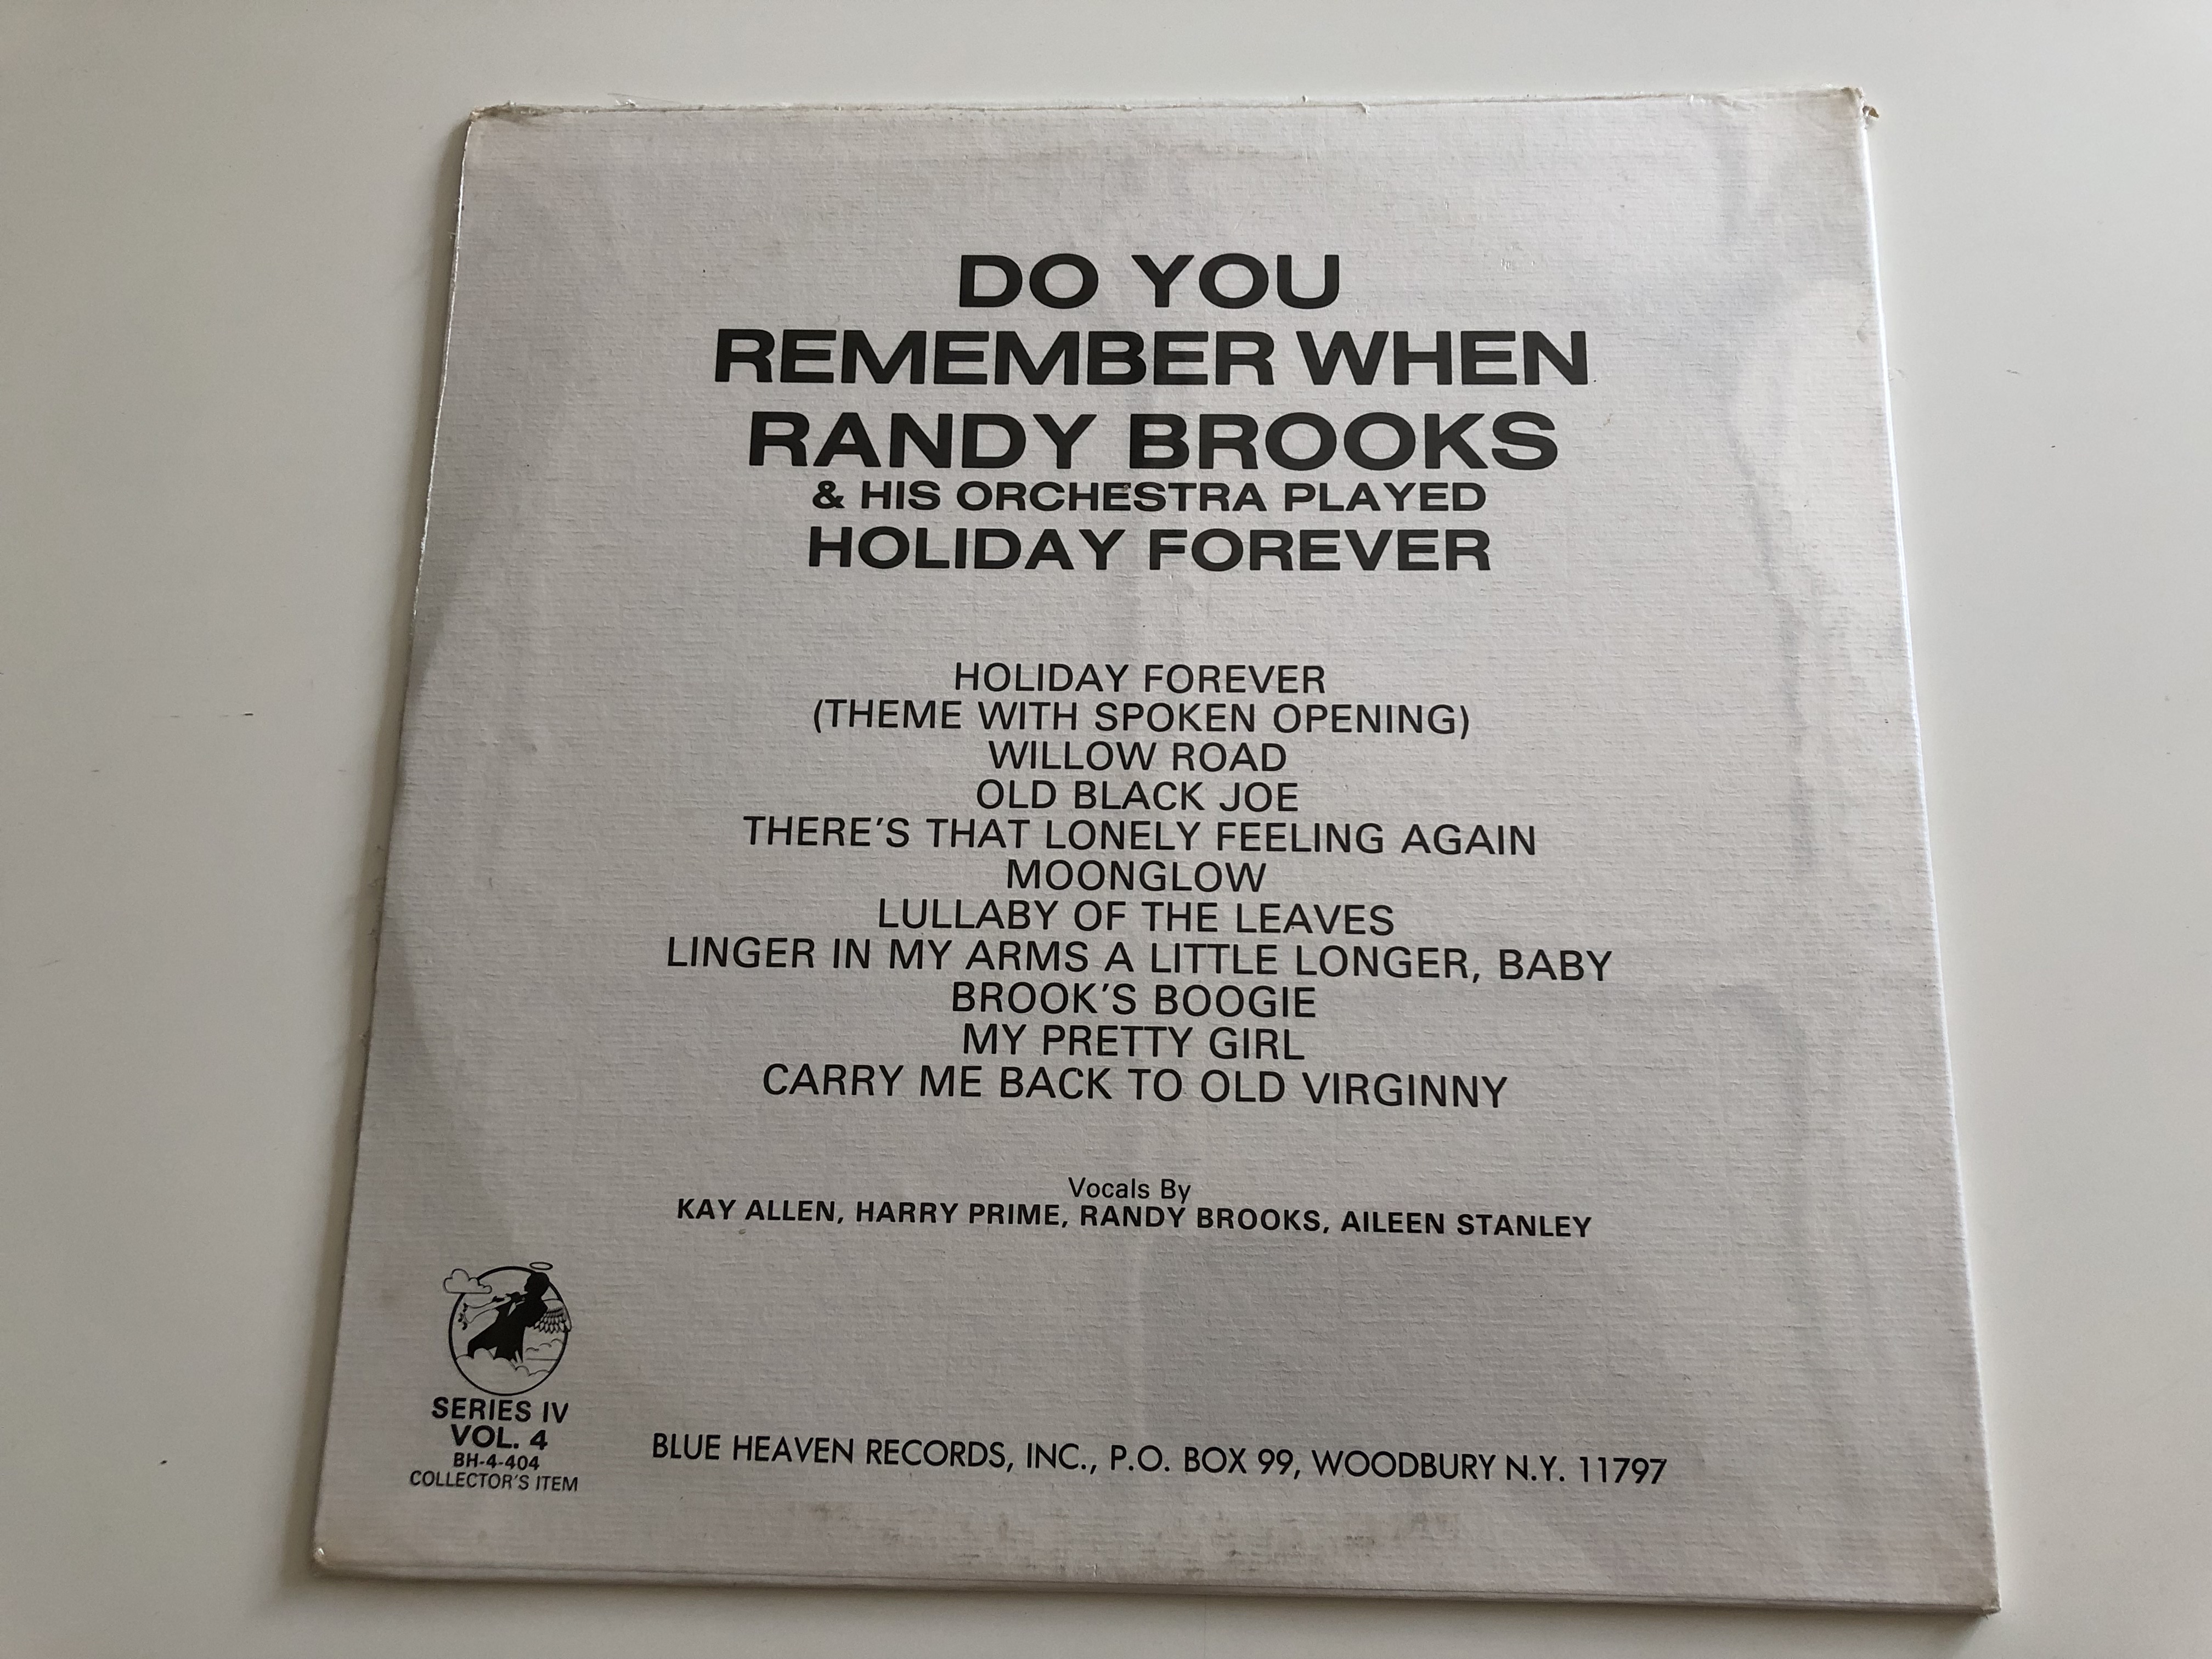 DO YOU
REMEMBER WHEN
RANDY BROOKS
& HIS ORCHESTRA PLAYED
HOLIDAY FOREVER
HOLIDAY FOREVER
(THEME WITH SPOKEN OPENING)
WILLOW ROAD
OLD BLACK JOE
THERE'S THAT LONELY FEELING AGAIN
MOONGLOW
LULLABY OF THE LEAVES
LINGER IN MY ARMS A LITTLE LONGER, BABY
BROOK'S BOOGIE
MY PRETTY GIRL
CARRY ME BACK TO OLD VIRGINNY
Vocals By
KAY ALLEN, HARRY PRIME, RANDY BROOKS, AILEEN STANLEY
SERIES IV
VOL. 4
BH-4-404
COLLECTOR'S ITEM
BLUE HEAVEN RECORDS, INC., P.O. BOX 99, WOODBURY N.Y. 11797